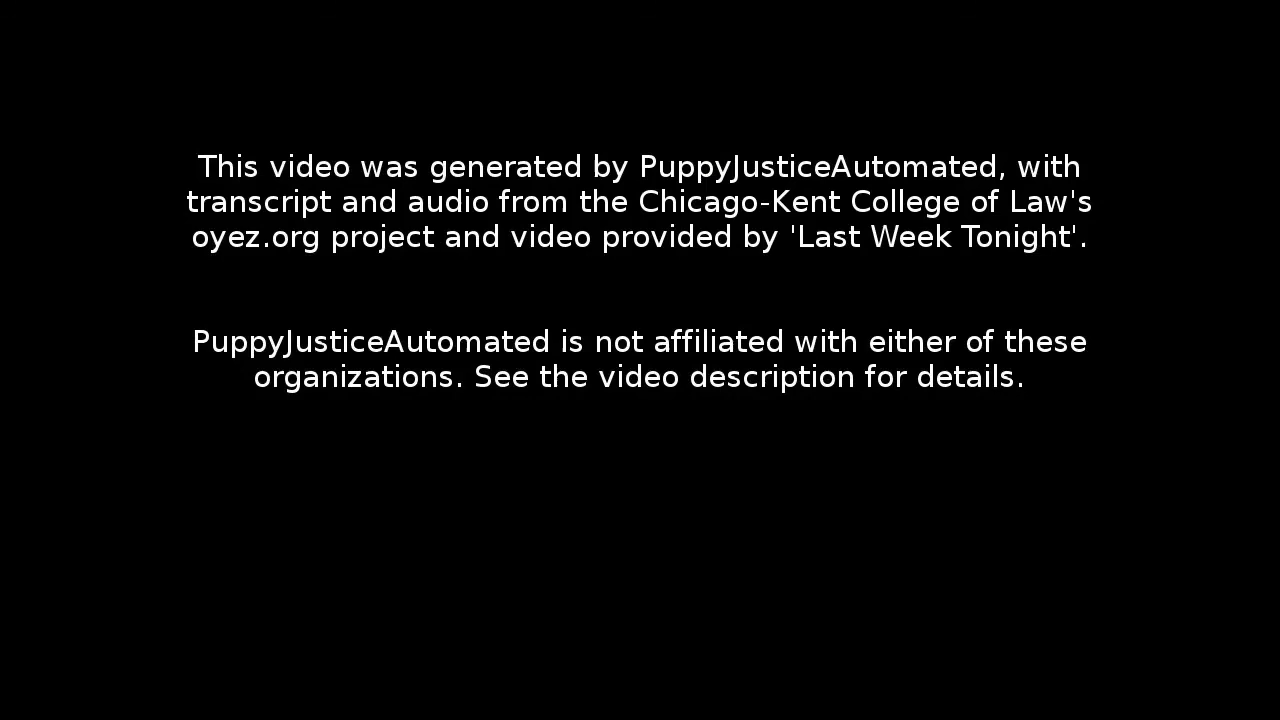 This video was generated by PuppyJusticeAutomated, with
transcript and audio from the Chicago-Kent College of Law's
oyez.org project and video provided by 'Last Week Tonight'.
PuppyJusticeAutomated is not affiliated with either of these
organizations. See the video description for details.